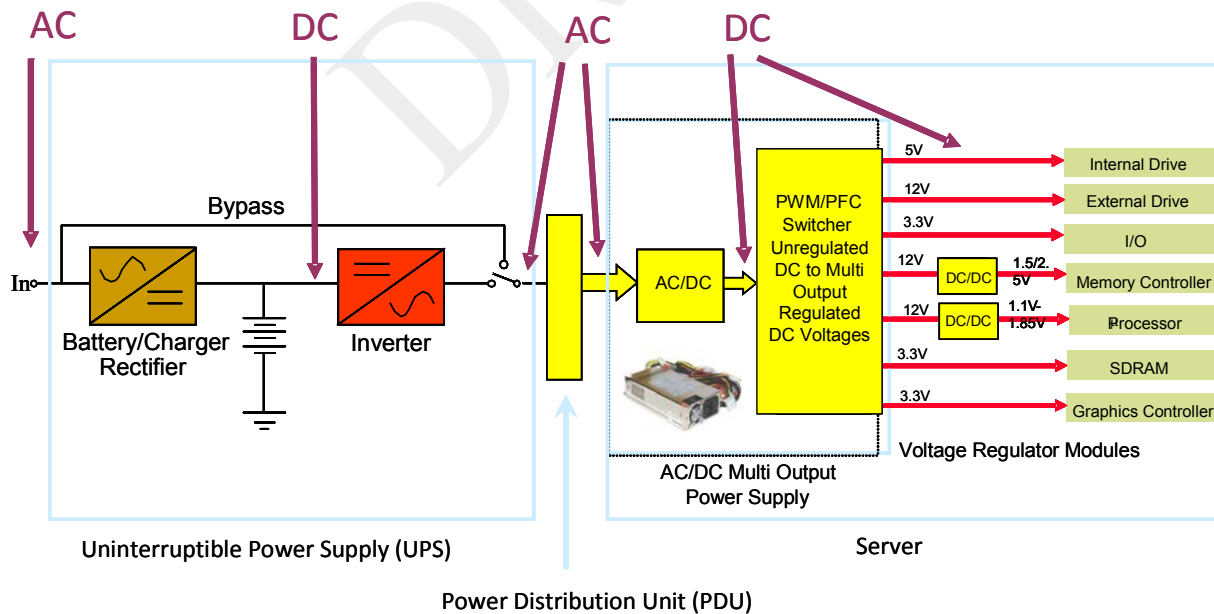 AC
DC
AC
DC
DR
Bypass
In
Battery/Charger
Rectifier
Inverter
AC/DC
PWM/PFC
Switcher
Unregulated
DC to Multi
Output
Regulated
DC Voltages
5V
Internal Drive
12V
External Drive
3.3V
I/O
12V
DC/DC
1.5/2.
5V
Memory Controller
12V
DC/DC
1.1V-
1.85V
Processor
3.3V
SDRAM
3.3V
Graphics Controller
Voltage Regulator Modules
AC/DC Multi Output
Power Supply
Uninterruptible Power Supply (UPS)
Server
Power Distribution Unit (PDU)